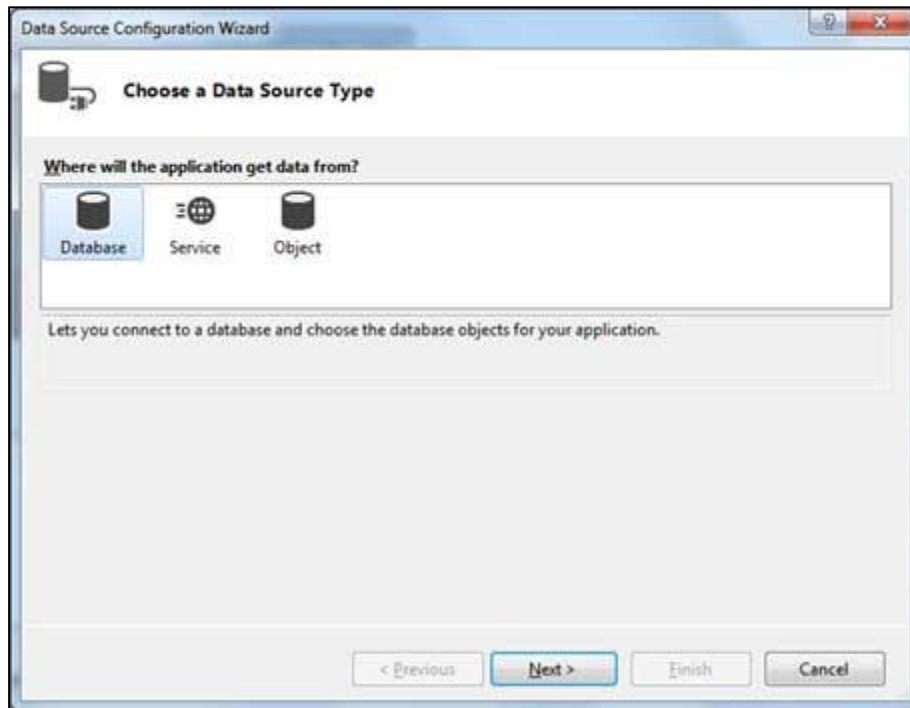 Data Source Configuration Wizard
Choose a Data Source Type
Where will the application get data from?
Database Service Object
Lets you connect to a database and choose the database objects for your application.
< Previous Next > Finish Cancel